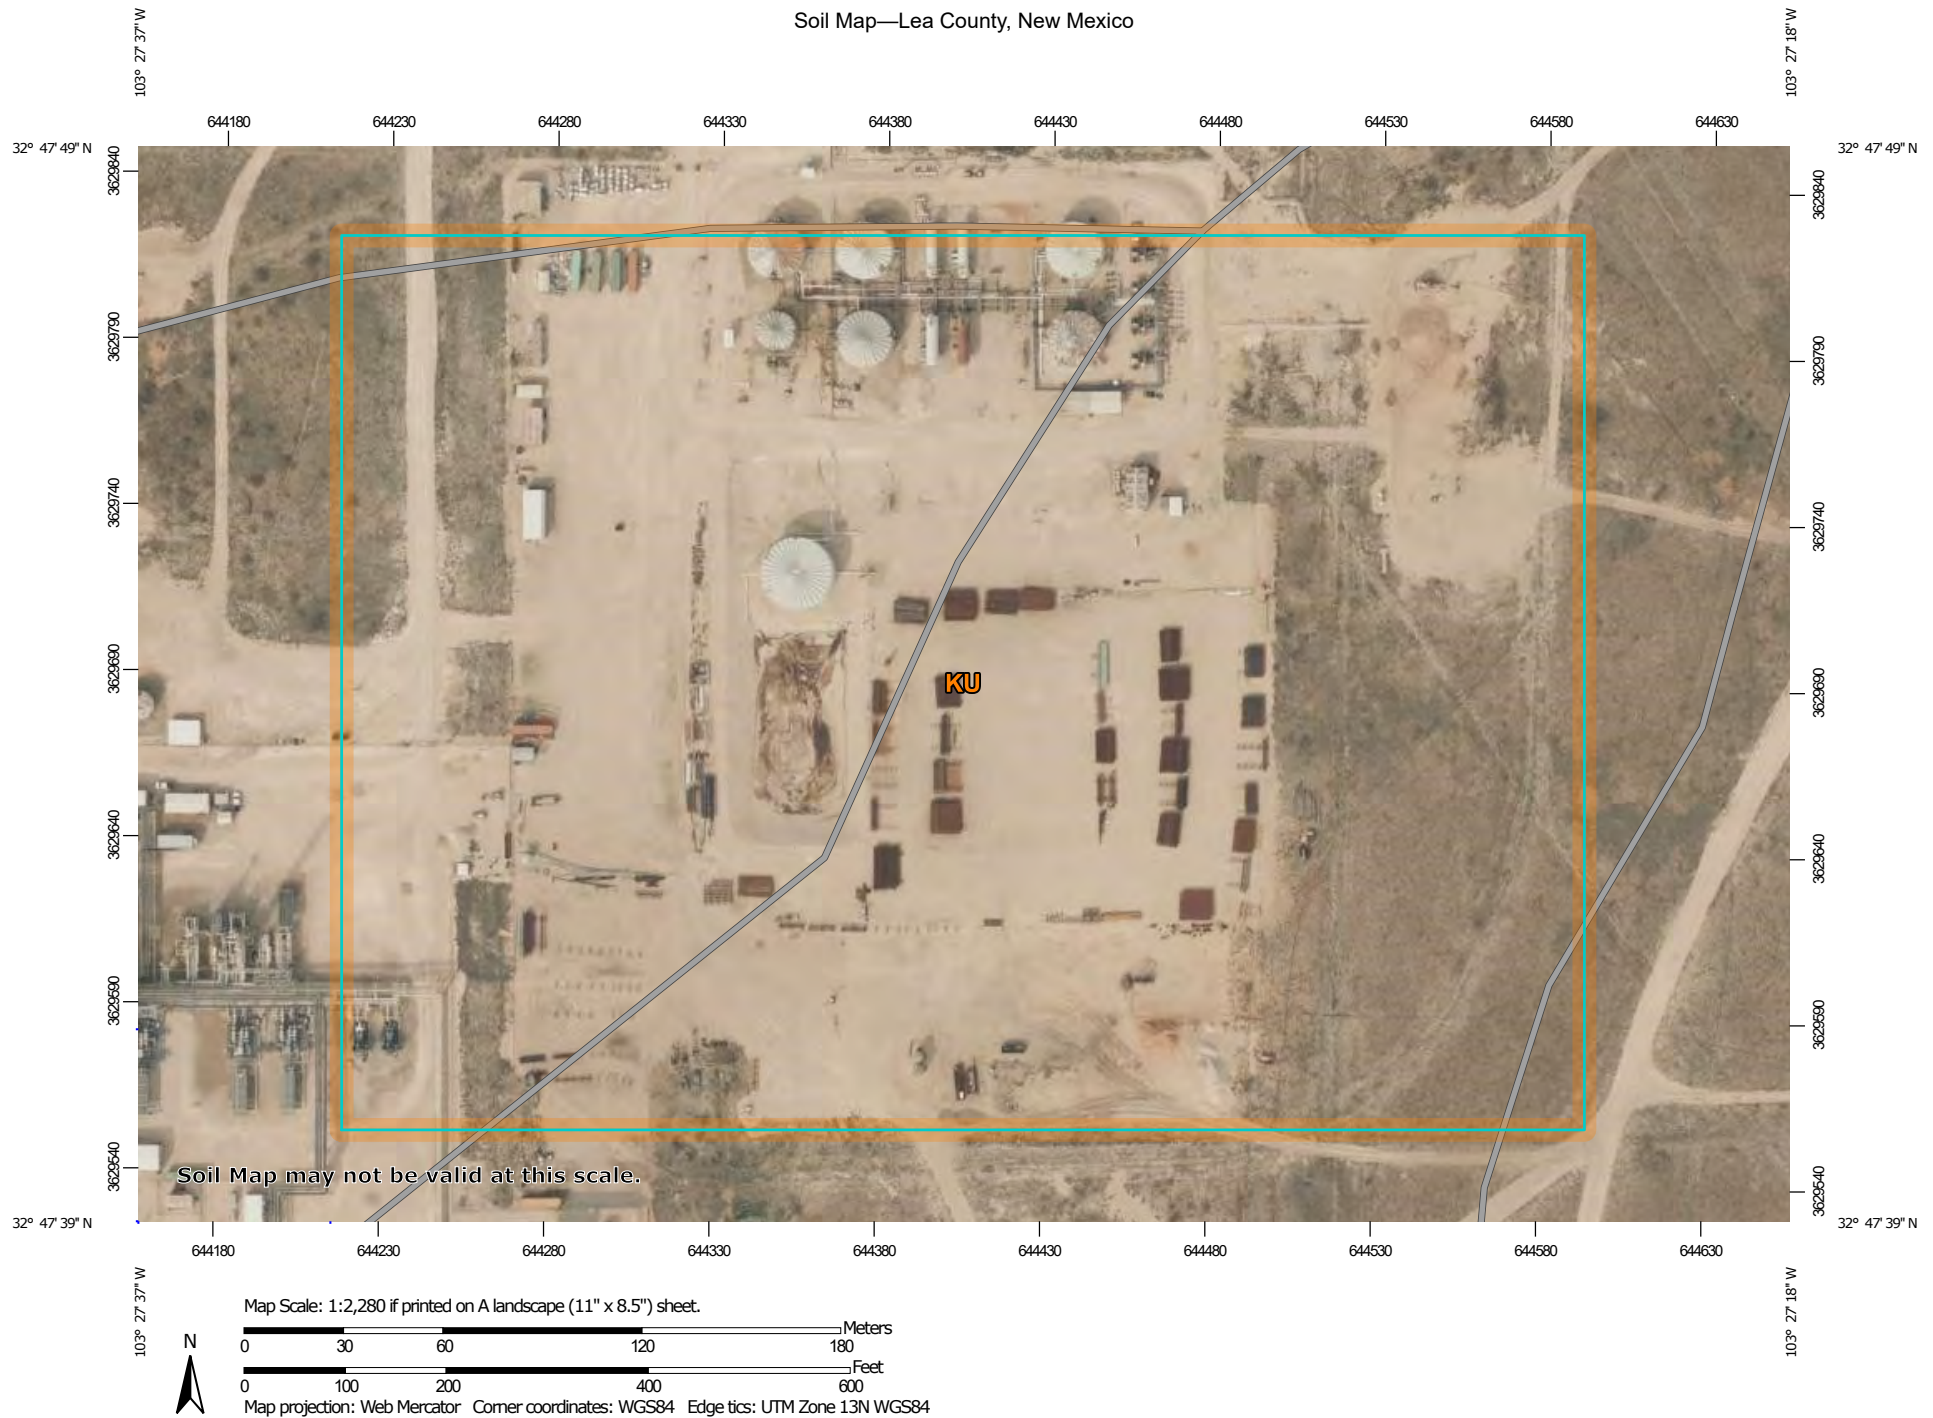 Soil Map—Lea County, New Mexico
103° 27' 37'' W
103° 27' 18'' W
644180 644230 644280 644330 644380 644430 644480 644530 644580 644630
32° 47' 49'' N
32° 47' 49'' N
3629840
3629840
3629790
3629790
3629740
3629740
3629690
3629690
KU
3629640
3629640
3629590
3629590
3629540
3629540
Soil Map may not be valid at this scale.
32° 47' 39'' N
32° 47' 39'' N
644180 644230 644280 644330 644380 644430 644480 644530 644580 644630
103° 27' 37'' W
103° 27' 18'' W
Map Scale: 1:2,280 if printed on A landscape (11" x 8.5") sheet.
Meters
0 30 60 120 180
N
Feet
0 100 200 400 600
Map projection: Web Mercator Corner coordinates: WGS84 Edge tics: UTM Zone 13N WGS84